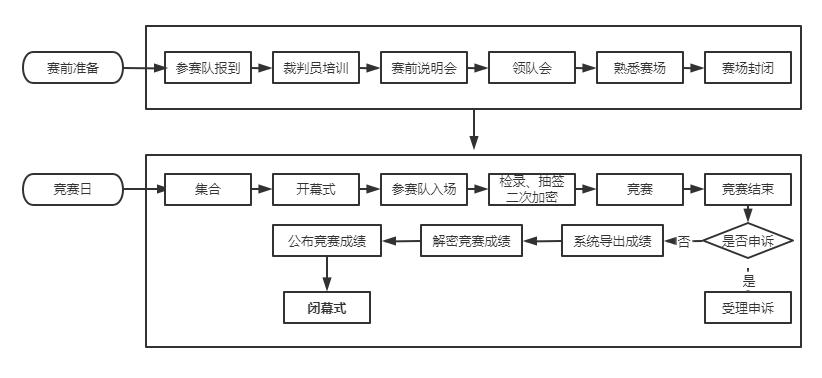 赛前准备
参赛队报到
裁判员培训
赛前说明会
领队会
熟悉赛场
赛场封闭
竞赛日
集合
开幕式
参赛队入场
检录、抽签
二次加密
竞赛
竞赛结束
公布竞赛成绩
解密竞赛成绩
系统导出成绩
否
是否申诉
是
闭幕式
受理申诉